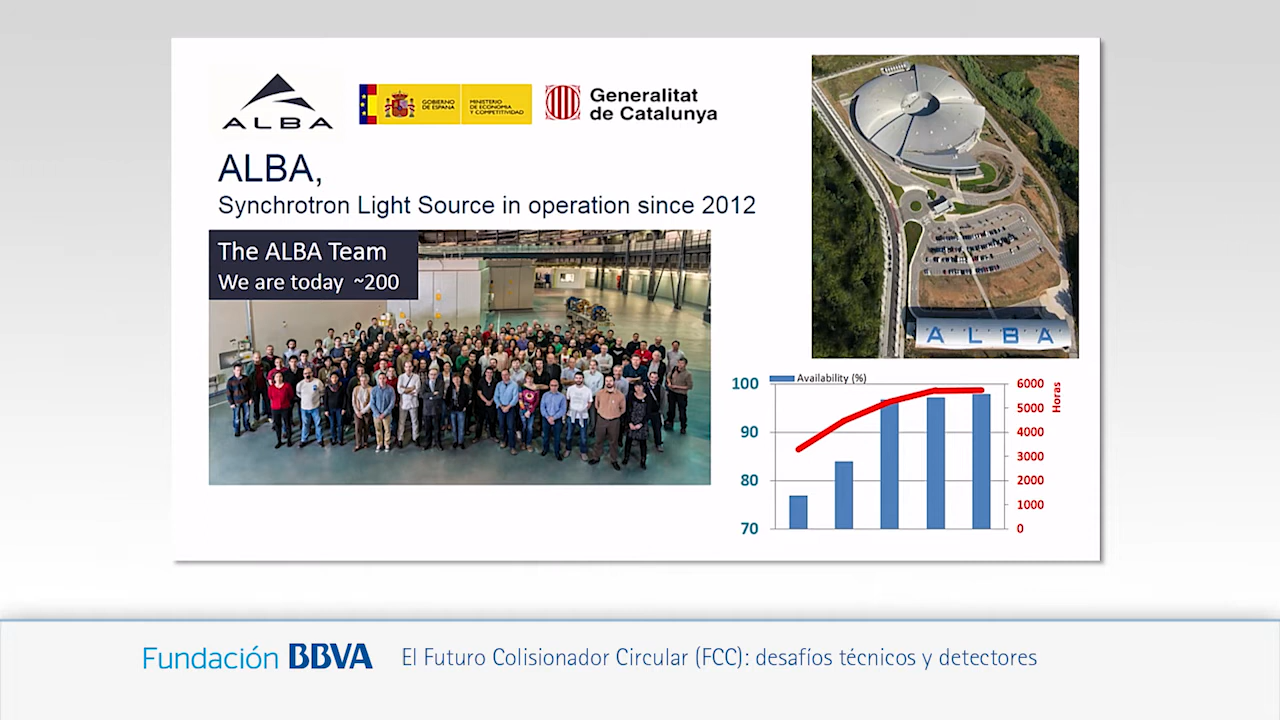 ALBA
GOBIERNO
DE ESPAÑA
MINISTERIO
DE ECONOMÍA
Y COMPETITIVIDAD
Generalitat
de Catalunya
ALBA,
Synchrotron Light Source in operation since 2012
The ALBA Team
We are today ~200
ALBA
Availability (%)
100
90
80
70
6000
5000
4000
3000
2000
1000
0
Horas
Fundación BBVA
El Futuro Colisionador Circular (FCC): desafíos técnicos y detectores